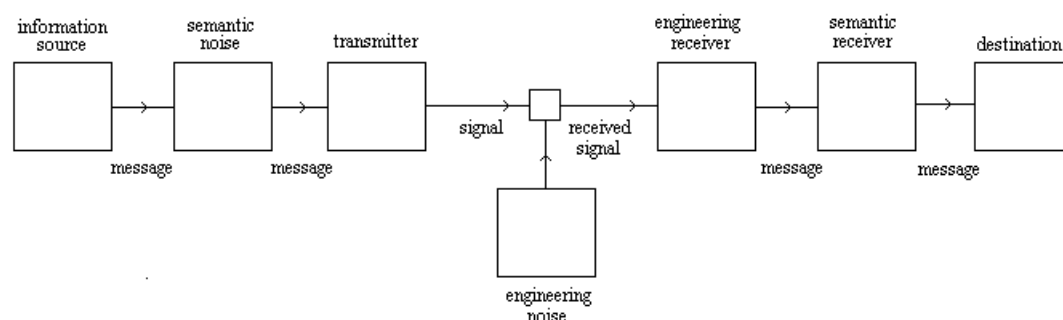 information
source
semantic
noise
transmitter
engineering
receiver
semantic
receiver
destination
signal
received
signal
message
message
message
message
engineering
noise